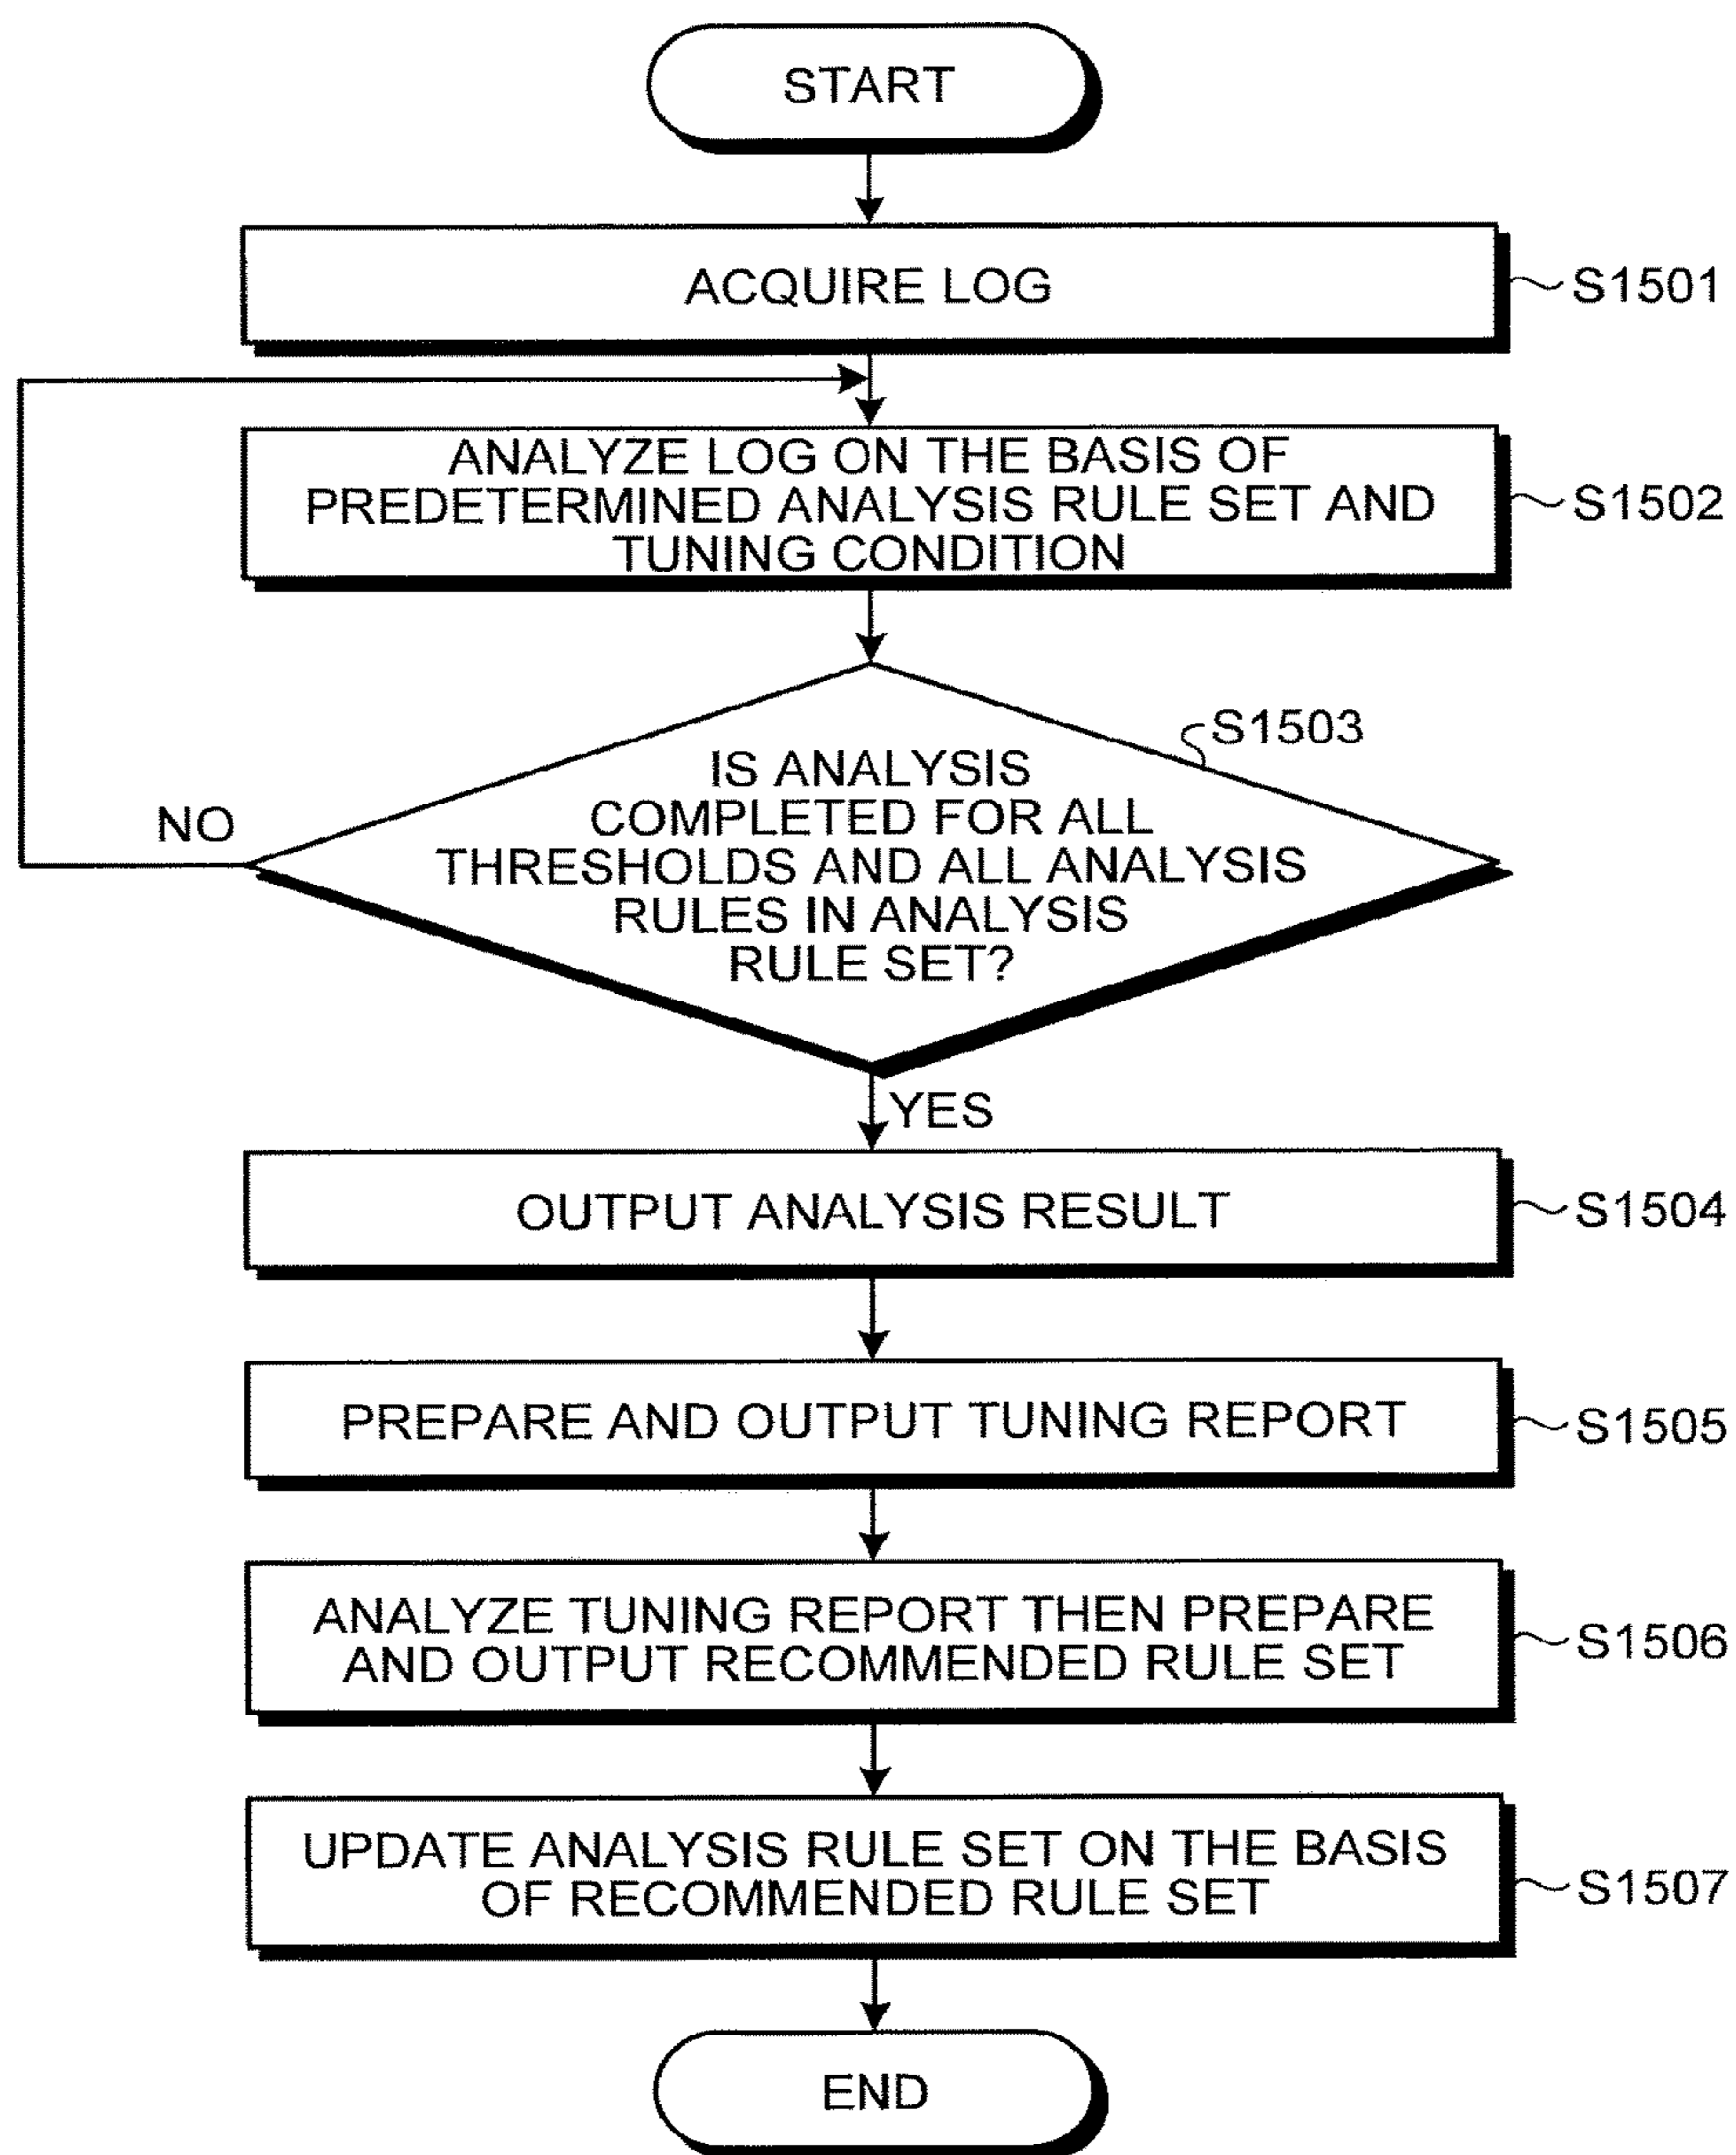 START
ACQUIRE LOG
S1501
ANALYZE LOG ON THE BASIS OF
PREDETERMINED ANALYSIS RULE SET AND
TUNING CONDITION
S1502
S1503
IS ANALYSIS
COMPLETED FOR ALL
THRESHOLDS AND ALL ANALYSIS
RULES IN ANALYSIS
RULE SET?
NO
YES
OUTPUT ANALYSIS RESULT
S1504
PREPARE AND OUTPUT TUNING REPORT
S1505
ANALYZE TUNING REPORT THEN PREPARE
AND OUTPUT RECOMMENDED RULE SET
S1506
UPDATE ANALYSIS RULE SET ON THE BASIS
OF RECOMMENDED RULE SET
S1507
END